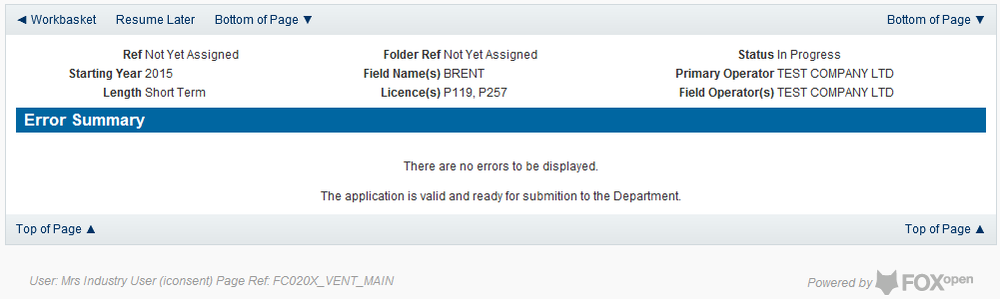 ◄ Workbasket Resume Later Bottom of Page ▼ Bottom of Page ▼
Ref Not Yet Assigned Folder Ref Not Yet Assigned Status In Progress
Starting Year 2015 Field Name(s) BRENT Primary Operator TEST COMPANY LTD
Length Short Term Licence(s) P119, P257 Field Operator(s) TEST COMPANY LTD
Error Summary
There are no errors to be displayed.
The application is valid and ready for submition to the Department.
Top of Page ▲ Top of Page ▲
User: Mrs Industry User (iconsent) Page Ref: FC020X_VENT_MAIN Powered by FOXopen